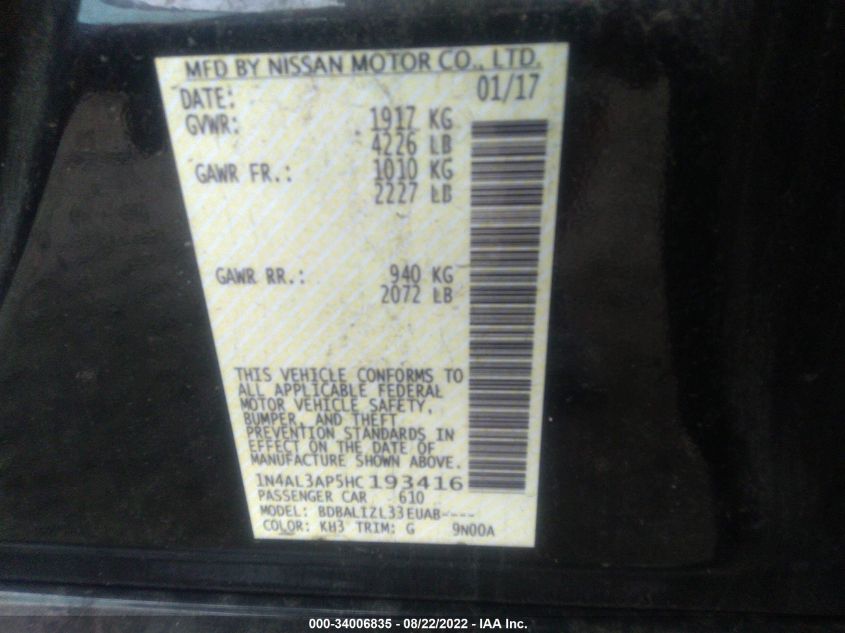 MFD BY NISSAN MOTOR CO., LTD.
DATE: 01/17
GVWR: 1917 KG
4226 LB
GAWR FR.: 1010 KG
2227 LB
GAWR RR.: 940 KG
2072 LB
THIS VEHICLE CONFORMS TO
ALL APPLICABLE FEDERAL
MOTOR VEHICLE SAFETY,
BUMPER, AND THEFT
PREVENTION STANDARDS IN
EFFECT ON THE DATE OF
MANUFACTURE SHOWN ABOVE.
1N4AL3AP5HC193416
PASSENGER CAR 610
MODEL: BDBALIZL33EUAB----
COLOR: KH3 TRIM: G 9N00A
000-34006835 - 08/22/2022 - IAA Inc.